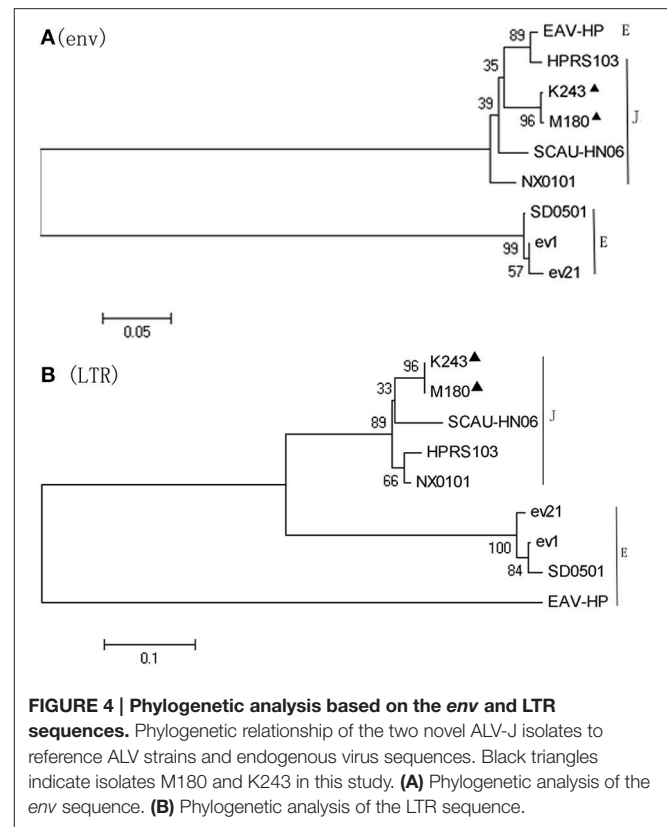 A (env)
89
EAV-HP E
HPRS103
35
K243▲
96
M180▲
J
39
SCAU-HN06
NX0101
SD0501
99
ev1
E
57
ev21
0.05
B (LTR)
96
K243▲
33
M180▲
89
SCAU-HN06
J
HPRS103
66
NX0101
ev21
100
ev1
E
84
SD0501
EAV-HP
0.1
FIGURE 4 | Phylogenetic analysis based on the env and LTR
sequences. Phylogenetic relationship of the two novel ALV-J isolates to
reference ALV strains and endogenous virus sequences. Black triangles
indicate isolates M180 and K243 in this study. (A) Phylogenetic analysis of the
env sequence. (B) Phylogenetic analysis of the LTR sequence.